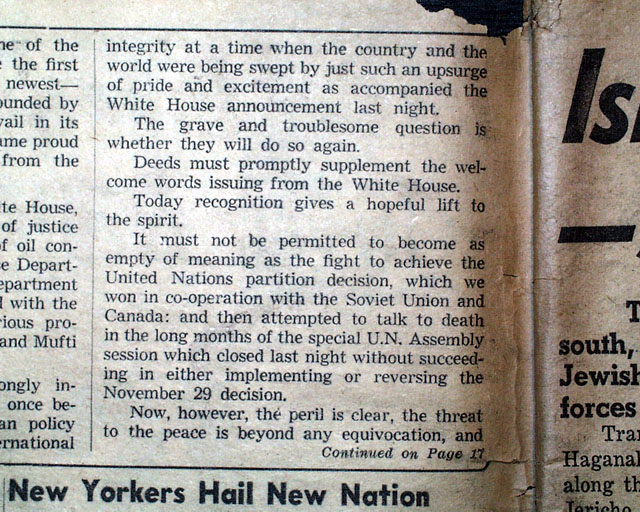 ne of the
the first
newest—
ounded by
vail in its
ame proud
from the
te House,
of justice
f oil con-
e Depart-
epartment
d with the
rious pro-
and Mufti
ongly in-
once be-
an policy
ernational
integrity at a time when the country and the
world were being swept by just such an upsurge
of pride and excitement as accompanied the
White House announcement last night.
The grave and troublesome question is
whether they will do so again.
Deeds must promptly supplement the wel-
come words issuing from the White House.
Today recognition gives a hopeful lift to
the spirit.
It must not be permitted to become as
empty of meaning as the fight to achieve the
United Nations partition decision, which we
won in co-operation with the Soviet Union and
Canada: and then attempted to talk to death
in the long months of the special U.N. Assembly
session which closed last night without succeed-
ing in either implementing or reversing the
November 29 decision.
Now, however, the peril is clear, the threat
to the peace is beyond any equivocation, and
Continued on Page 17
New Yorkers Hail New Nation
Is
—
T
south,
Jewish
forces
Tran
Haganah
along th
Jericho